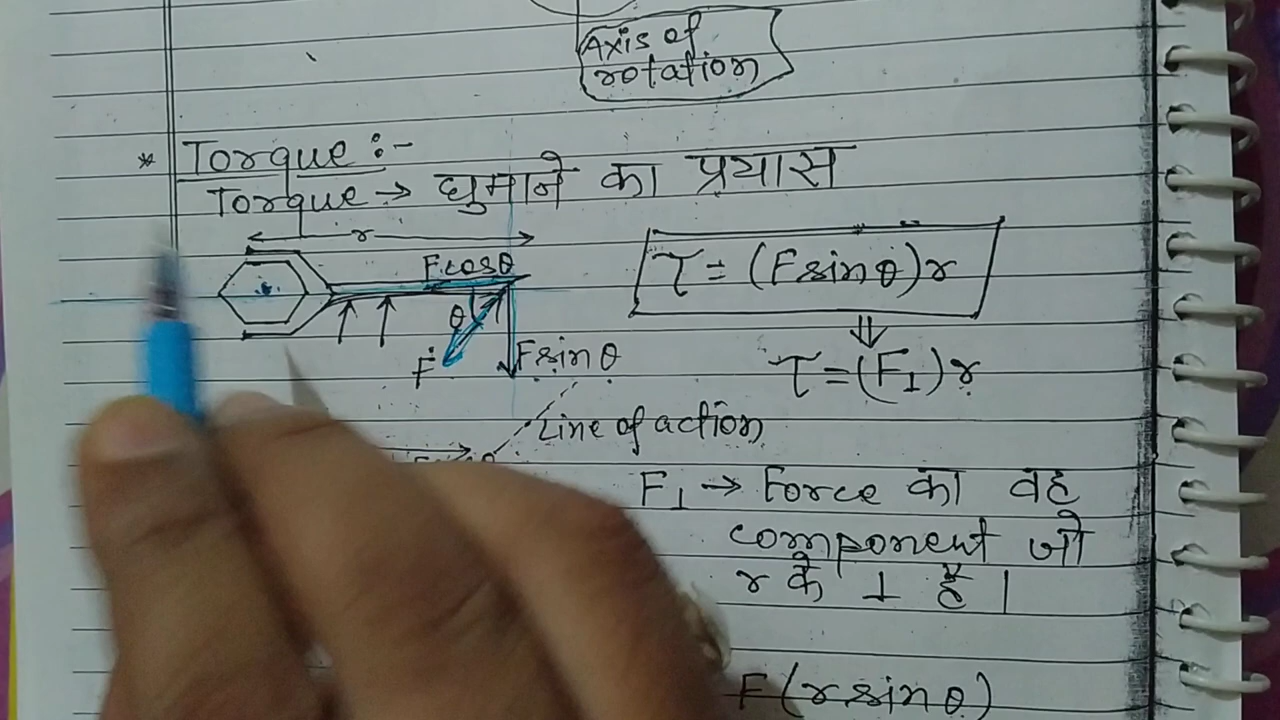 Axis of
rotation
* Torque :-
Torque → घुमाने का प्रयास
r
Fcosθ
θ
F
Fsinθ
τ = (Fsinθ)r
⇓
τ = (F⊥)r
Line of action
F⊥ → Force का वह
component जो
r के ⊥ है।
F(rsinθ)